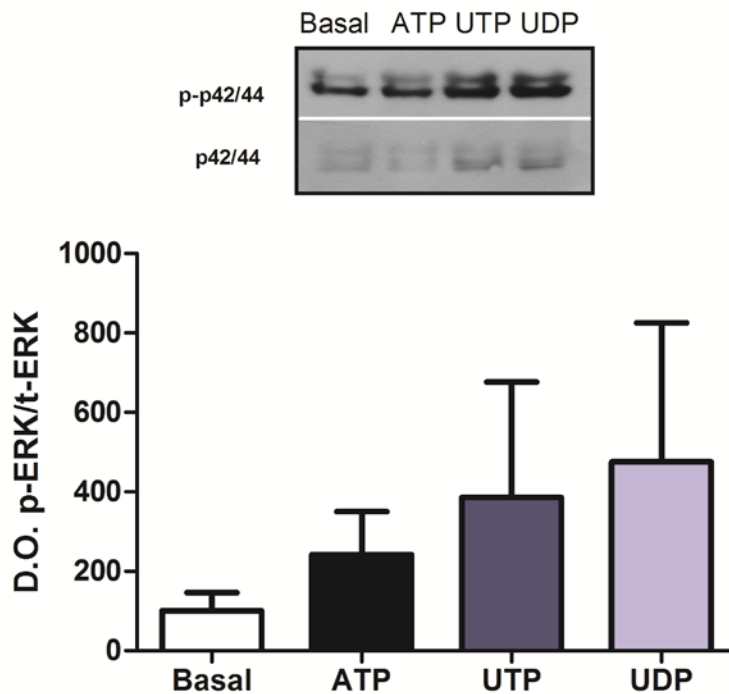 Basal ATP UTP UDP
p-p42/44
p42/44
D.O. p-ERK/t-ERK
1000
800
600
400
200
0
Basal ATP UTP UDP